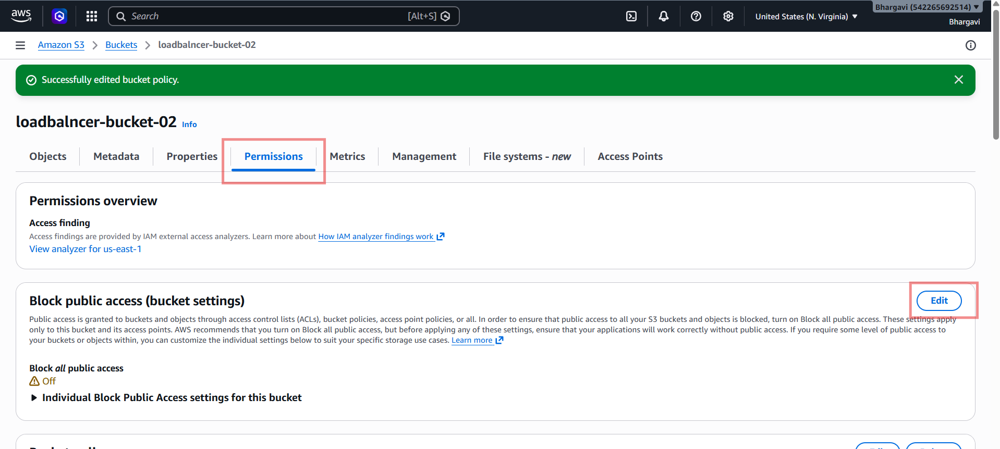 aws
Search
[Alt+S]
United States (N. Virginia)
Bhargavi (542265692514)
Bhargavi
Amazon S3
Buckets
loadbalncer-bucket-02
Successfully edited bucket policy.
loadbalncer-bucket-02 Info
Objects
Metadata
Properties
Permissions
Metrics
Management
File systems - new
Access Points
Permissions overview
Access finding
Access findings are provided by IAM external access analyzers. Learn more about How IAM analyzer findings work
View analyzer for us-east-1
Block public access (bucket settings)
Edit
Public access is granted to buckets and objects through access control lists (ACLs), bucket policies, access point policies, or all. In order to ensure that public access to all your S3 buckets and objects is blocked, turn on Block all public access. These settings apply
only to this bucket and its access points. AWS recommends that you turn on Block all public access, but before applying any of these settings, ensure that your applications will work correctly without public access. If you require some level of public access to
your buckets or objects within, you can customize the individual settings below to suit your specific storage use cases. Learn more
Block all public access
Off
Individual Block Public Access settings for this bucket